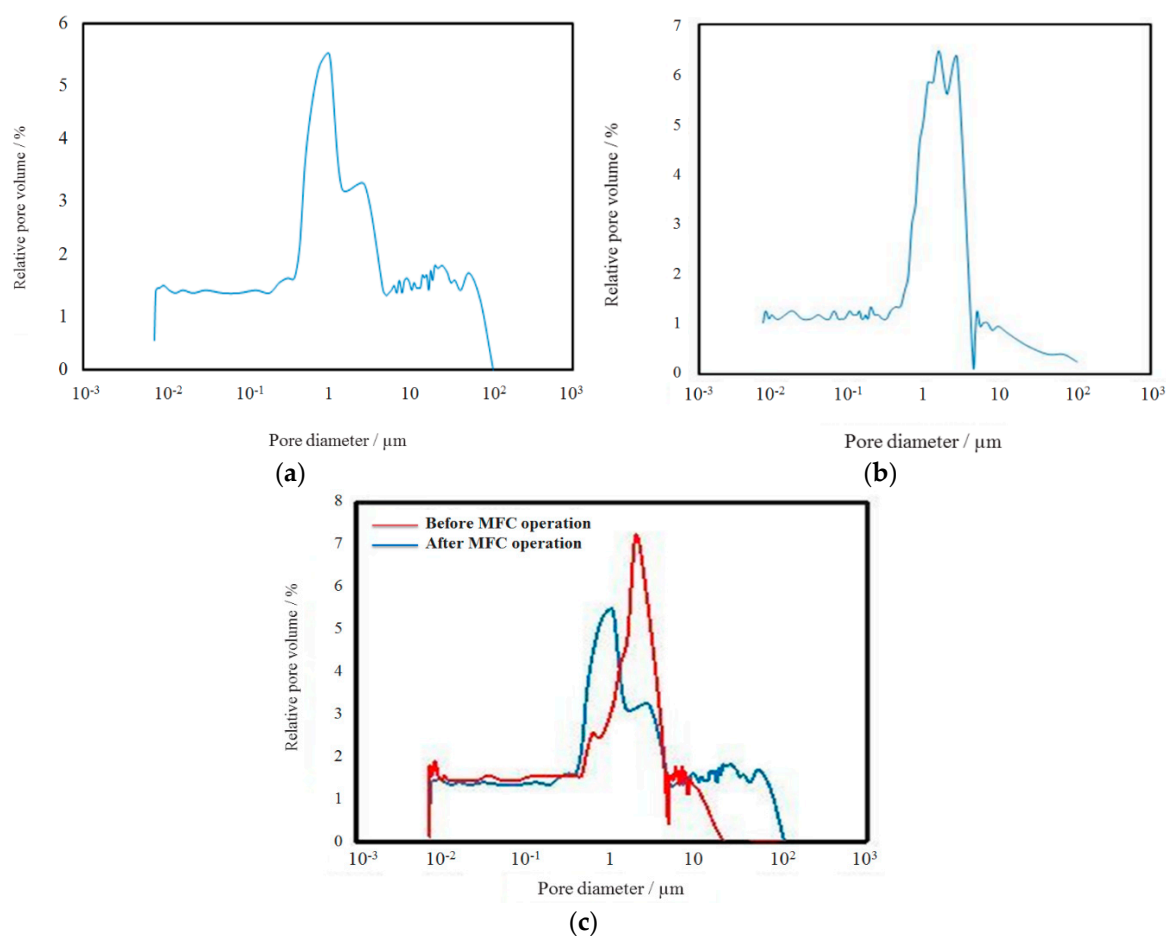 6
5
4
3
2
1
0
Relative pore volume / %
10-3 10-2 10-1 1 10 102 103
Pore diameter / µm
(a)
7
6
5
4
3
2
1
0
Relative pore volume / %
10-3 10-2 10-1 1 10 102 103
Pore diameter / µm
(b)
8
7
6
5
4
3
2
1
0
Relative pore volume / %
Before MFC operation
After MFC operation
10-3 10-2 10-1 1 10 102 103
Pore diameter / µm
(c)